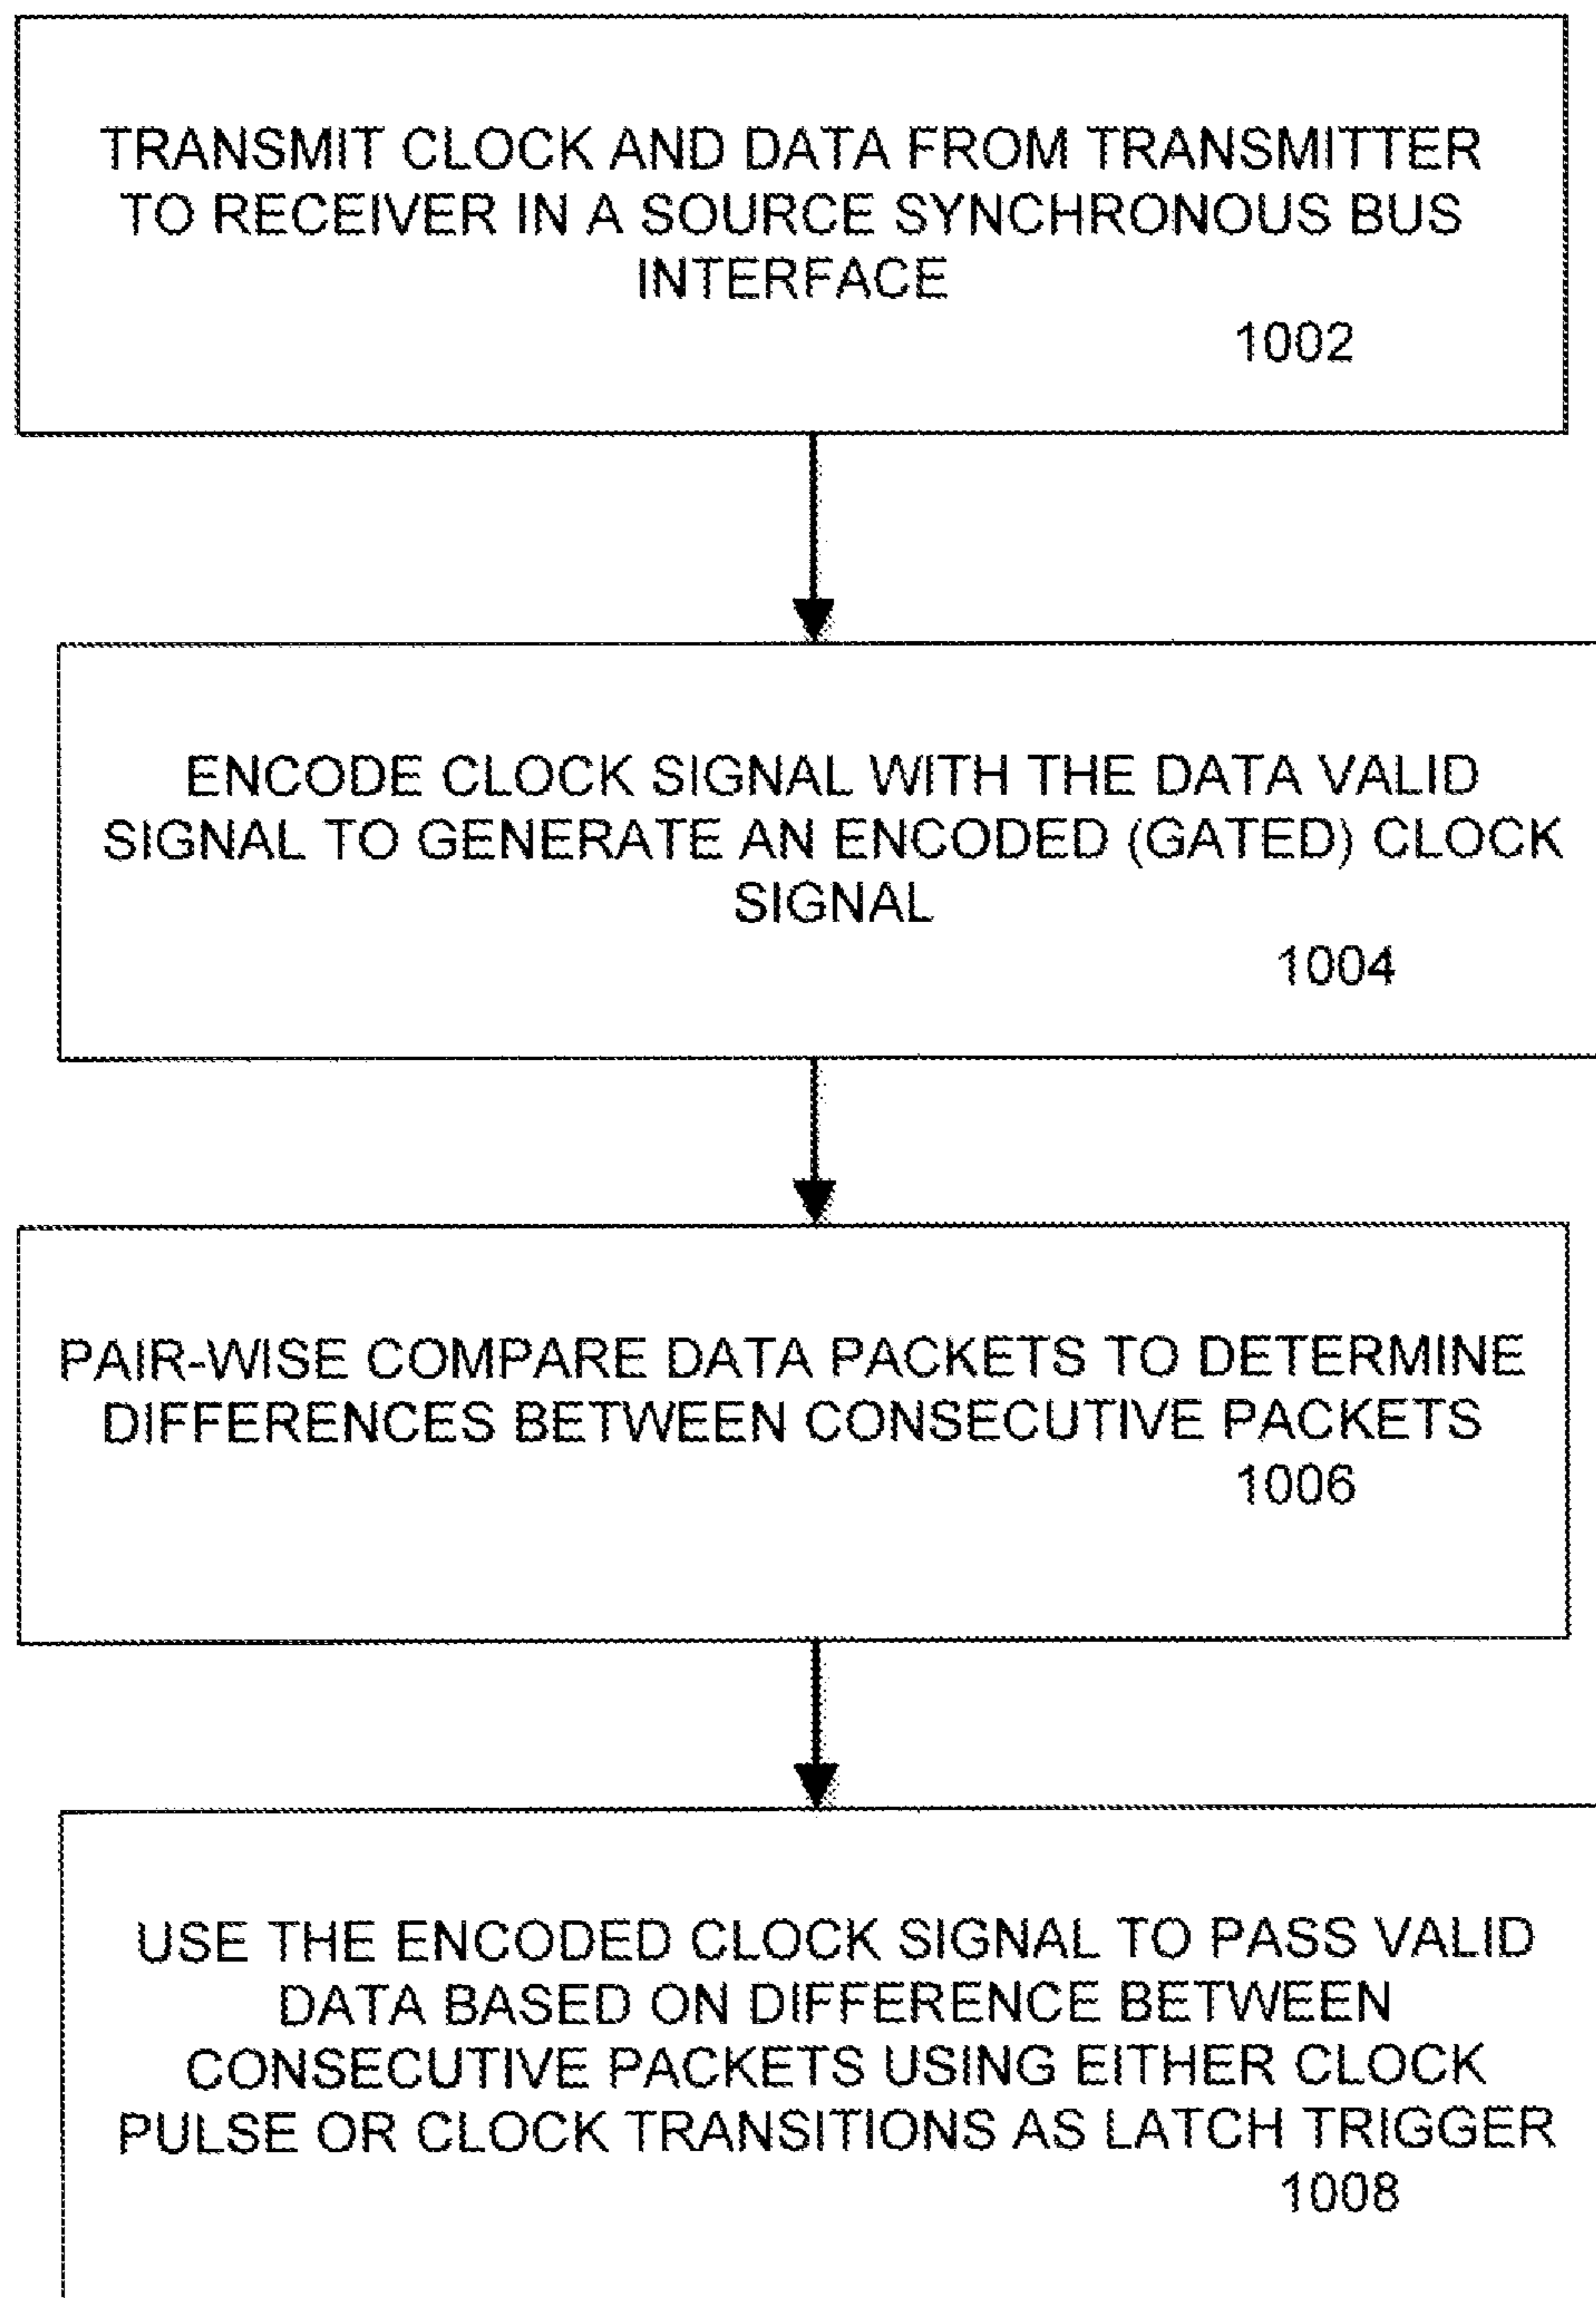 TRANSMIT CLOCK AND DATA FROM TRANSMITTER
TO RECEIVER IN A SOURCE SYNCHRONOUS BUS
INTERFACE
1002
ENCODE CLOCK SIGNAL WITH THE DATA VALID
SIGNAL TO GENERATE AN ENCODED (GATED) CLOCK
SIGNAL
1004
PAIR-WISE COMPARE DATA PACKETS TO DETERMINE
DIFFERENCES BETWEEN CONSECUTIVE PACKETS
1006
USE THE ENCODED CLOCK SIGNAL TO PASS VALID
DATA BASED ON DIFFERENCE BETWEEN
CONSECUTIVE PACKETS USING EITHER CLOCK
PULSE OR CLOCK TRANSITIONS AS LATCH TRIGGER
1008